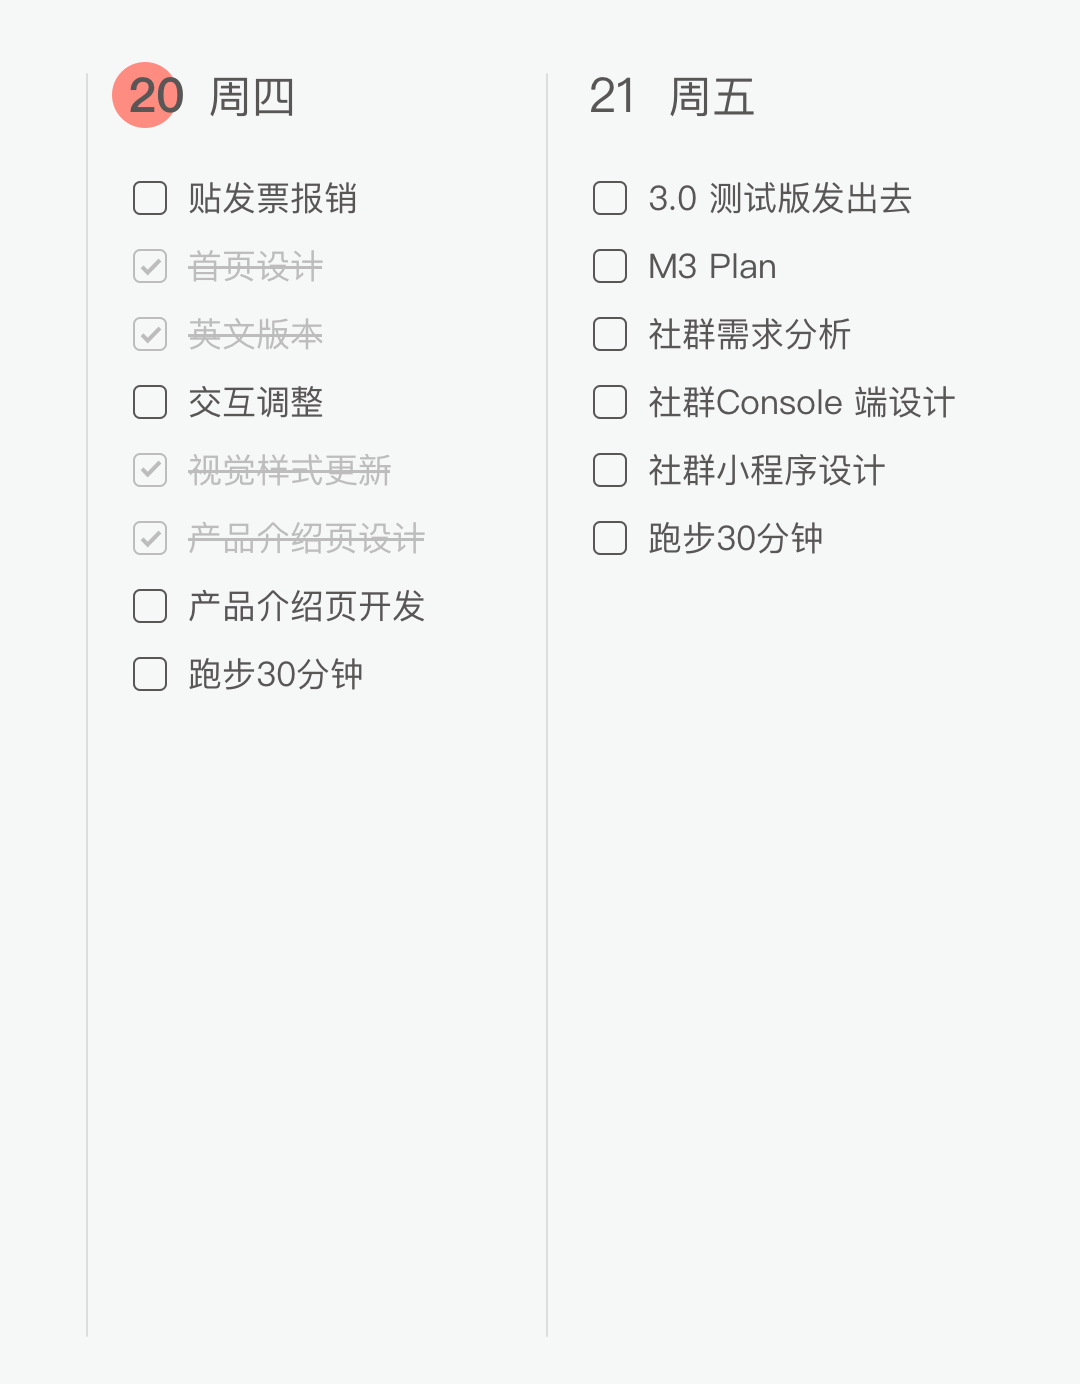 20 周四
贴发票报销
首页设计
英文版本
交互调整
视觉样式更新
产品介绍页设计
产品介绍页开发
跑步30分钟
21 周五
3.0 测试版发出去
M3 Plan
社群需求分析
社群Console 端设计
社群小程序设计
跑步30分钟